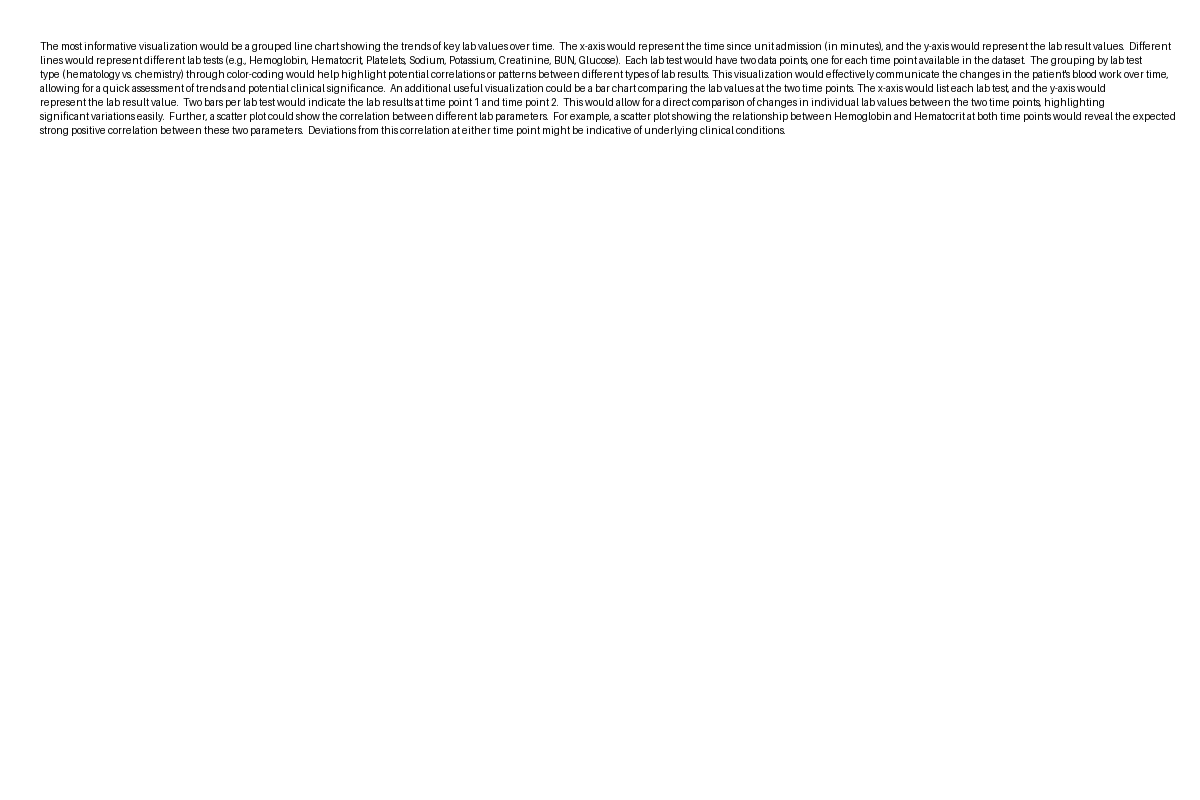 The most informative visualization would be a grouped line chart showing the trends of key lab values over time.  The x-axis would represent the time since unit admission (in minutes), and the y-axis would represent the lab result values.  Different
lines would represent different lab tests (e.g., Hemoglobin, Hematocrit, Platelets, Sodium, Potassium, Creatinine, BUN, Glucose).  Each lab test would have two data points, one for each time point available in the dataset.  The grouping by lab test
type (hematology vs. chemistry) through color-coding would help highlight potential correlations or patterns between different types of lab results. This visualization would effectively communicate the changes in the patient's blood work over time,
allowing for a quick assessment of trends and potential clinical significance.  An additional useful visualization could be a bar chart comparing the lab values at the two time points. The x-axis would list each lab test, and the y-axis would
represent the lab result value.  Two bars per lab test would indicate the lab results at time point 1 and time point 2.  This would allow for a direct comparison of changes in individual lab values between the two time points, highlighting
significant variations easily.  Further, a scatter plot could show the correlation between different lab parameters.  For example, a scatter plot showing the relationship between Hemoglobin and Hematocrit at both time points would reveal the expected
strong positive correlation between these two parameters.  Deviations from this correlation at either time point might be indicative of underlying clinical conditions.